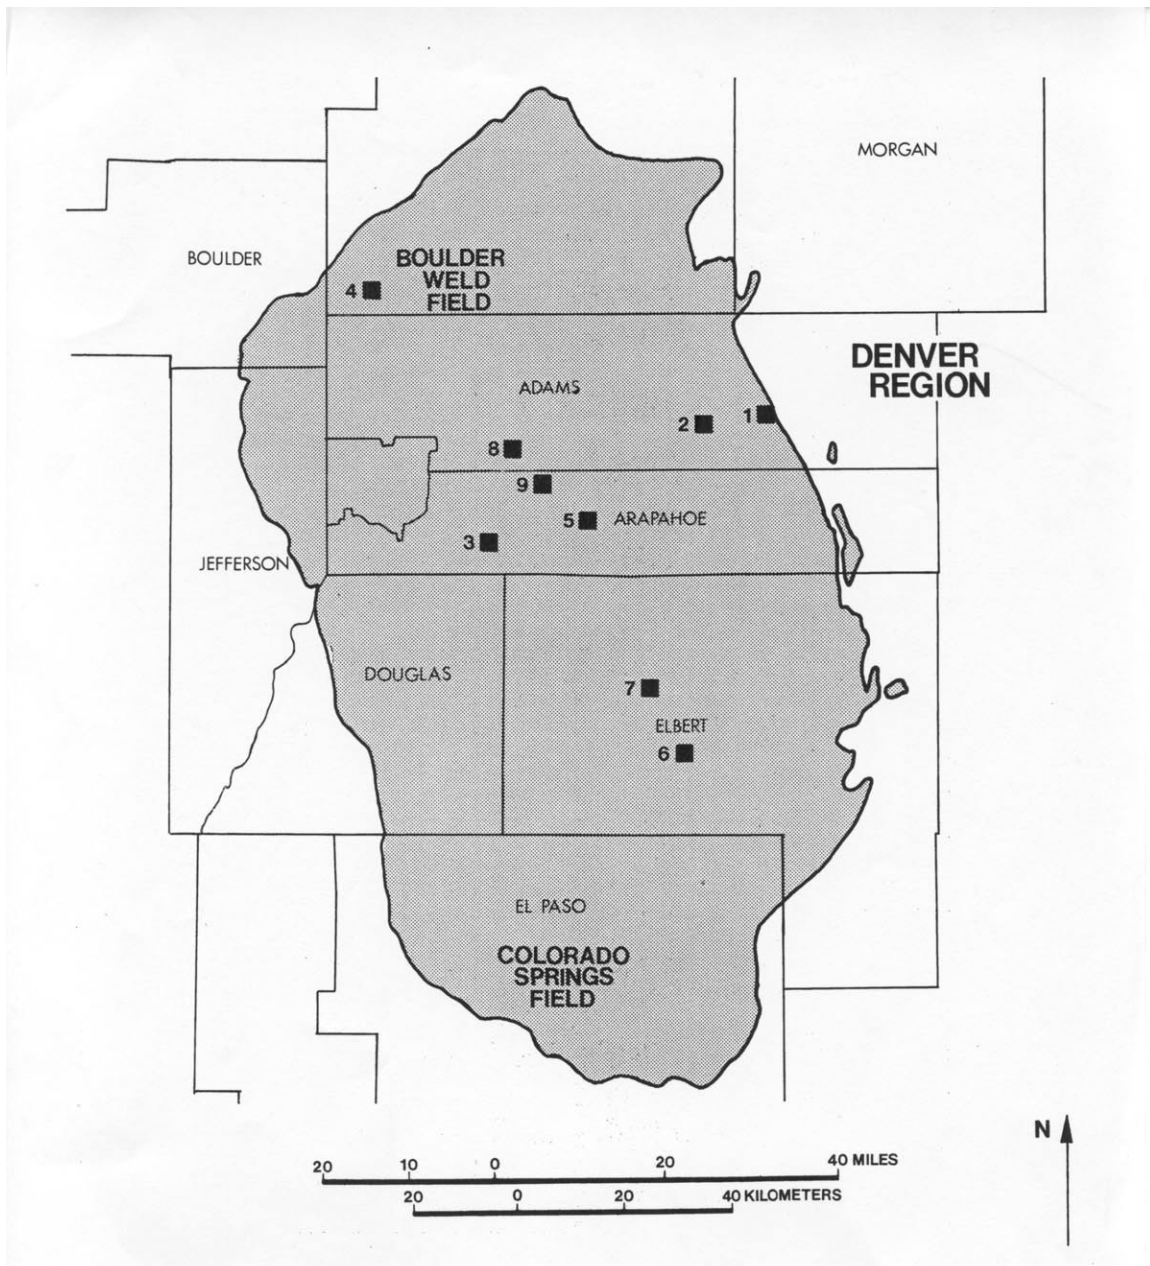 MORGAN
BOULDER
BOULDER
WELD
FIELD
4
DENVER
REGION
ADAMS
1
2
8
9
5
ARAPAHOE
3
JEFFERSON
DOUGLAS
7
ELBERT
6
EL PASO
COLORADO
SPRINGS
FIELD
N
20 10 0 20 40 MILES
20 0 20 40 KILOMETERS